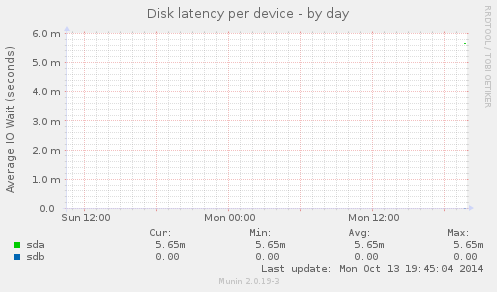 Disk latency per device - by day
RRDTOOL / TOBI OETIKER
Average IO Wait (seconds)
6.0 m
5.0 m
4.0 m
3.0 m
2.0 m
1.0 m
0.0
Sun 12:00 Mon 00:00 Mon 12:00
Cur: Min: Avg: Max:
sda 5.65m 5.65m 5.65m 5.65m
sdb 0.00 0.00 0.00 0.00
Last update: Mon Oct 13 19:45:04 2014
Munin 2.0.19-3